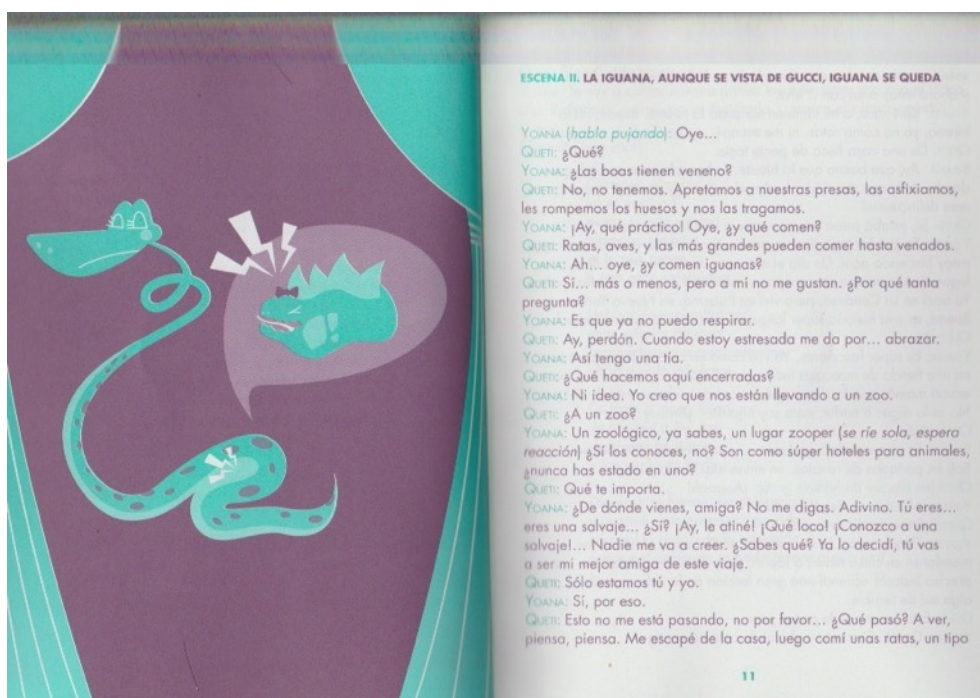 ESCENA II. LA IGUANA, AUNQUE SE VISTA DE GUCCI, IGUANA SE QUEDA
YOANA (habla pujando): Oye...
QUETI: ¿Qué?
YOANA: ¿Las boas tienen veneno?
QUETI: No, no tenemos. Apretamos a nuestras presas, las asfixiamos,
les rompemos los huesos y nos las tragamos.
YOANA: ¡Ay, qué práctico! Oye, ¿y qué comen?
QUETI: Ratas, aves, y las más grandes pueden comer hasta venados.
YOANA: Ah... oye, ¿y comen iguanas?
QUETI: Sí... más o menos, pero a mí no me gustan. ¿Por qué tanta
pregunta?
YOANA: Es que ya no puedo respirar.
QUETI: Ay, perdón. Cuando estoy estresada me da por... abrazar.
YOANA: Así tengo una tía.
QUETI: ¿Qué hacemos aquí encerradas?
YOANA: Ni idea. Yo creo que nos están llevando a un zoo.
QUETI: ¿A un zoo?
YOANA: Un zoológico, ya sabes, un lugar zooper (se ríe sola, espera
reacción) ¿Sí los conoces, no? Son como súper hoteles para animales,
¿nunca has estado en uno?
QUETI: Qué te importa.
YOANA: ¿De dónde vienes, amiga? No me digas. Adivino. Tú eres...
eres una salvaje... ¿Sí? ¡Ay, le atiné! ¡Qué loco! ¡Conozco a una
salvaje!... Nadie me va a creer. ¿Sabes qué? Ya lo decidí, tú vas
a ser mi mejor amiga de este viaje.
QUETI: Sólo estamos tú y yo.
YOANA: Sí, por eso.
QUETI: Esto no me está pasando, no por favor... ¿Qué pasó? A ver,
piensa, piensa. Me escapé de la casa, luego comí unas ratas, un tipo
11